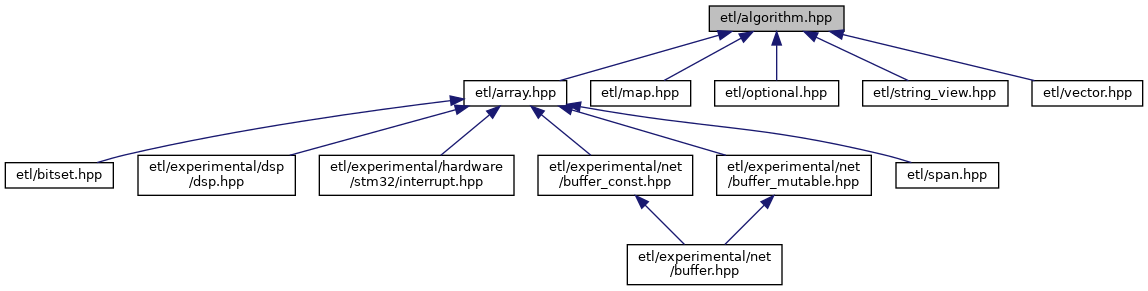 etl/algorithm.hpp
etl/array.hpp
etl/map.hpp
etl/optional.hpp
etl/string_view.hpp
etl/vector.hpp
etl/bitset.hpp
etl/experimental/dsp
/dsp.hpp
etl/experimental/hardware
/stm32/interrupt.hpp
etl/experimental/net
/buffer_const.hpp
etl/experimental/net
/buffer_mutable.hpp
etl/span.hpp
etl/experimental/net
/buffer.hpp